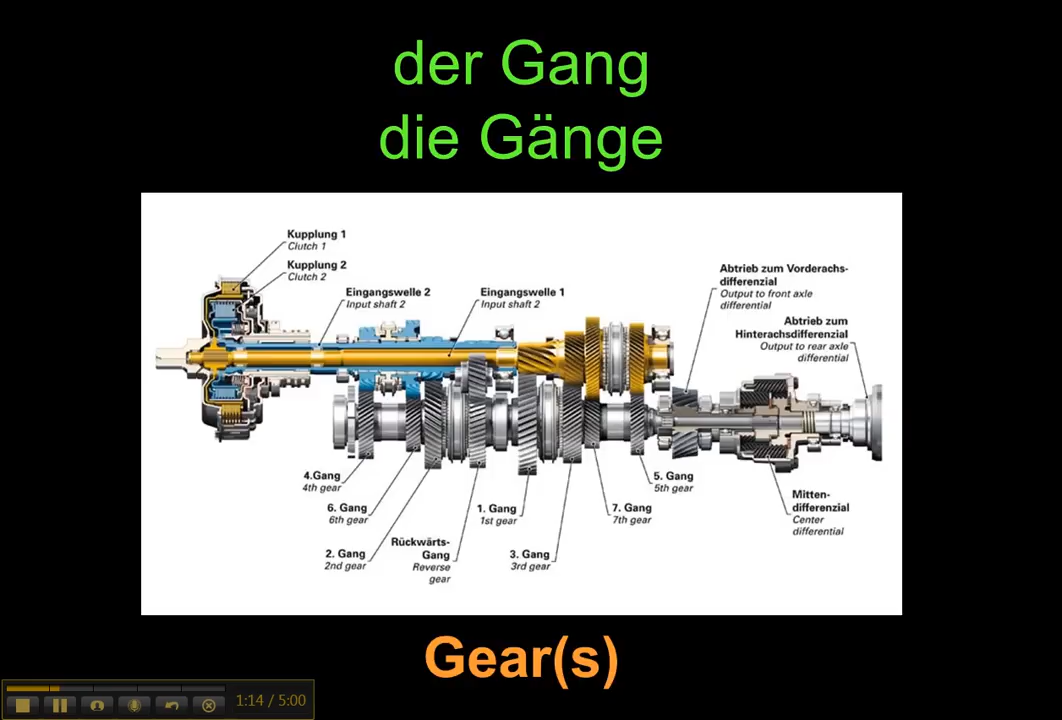 der Gang
die Gänge
Kupplung 1
Clutch 1
Kupplung 2
Clutch 2
Eingangswelle 2
Input shaft 2
Eingangswelle 1
Input shaft 2
Abtrieb zum Vorderachs-
differenzial
Output to front axle
differential
Abtrieb zum
Hinterachsdifferenzial
Output to rear axle
differential
4.Gang
4th gear
6. Gang
6th gear
2. Gang
2nd gear
Rückwärts-
Gang
Reverse
gear
1. Gang
1st gear
3. Gang
3rd gear
7. Gang
7th gear
5. Gang
5th gear
Mitten-
differenzial
Center
differential
Gear(s)
1:14 / 5:00